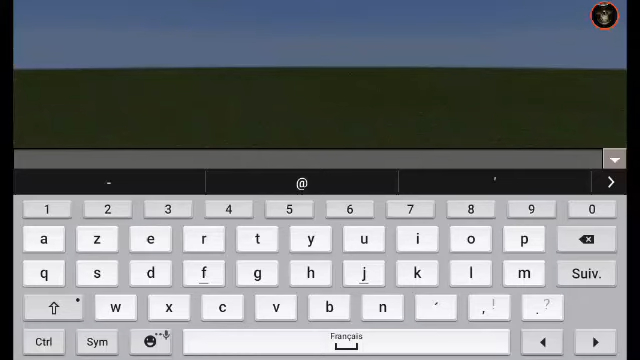 - @ '
1 2 3 4 5 6 7 8 9 0
a z e r t y u i o p
q s d f g h j k l m Suiv.
w x c v b n ´ , ! . ?
Ctrl Sym Français